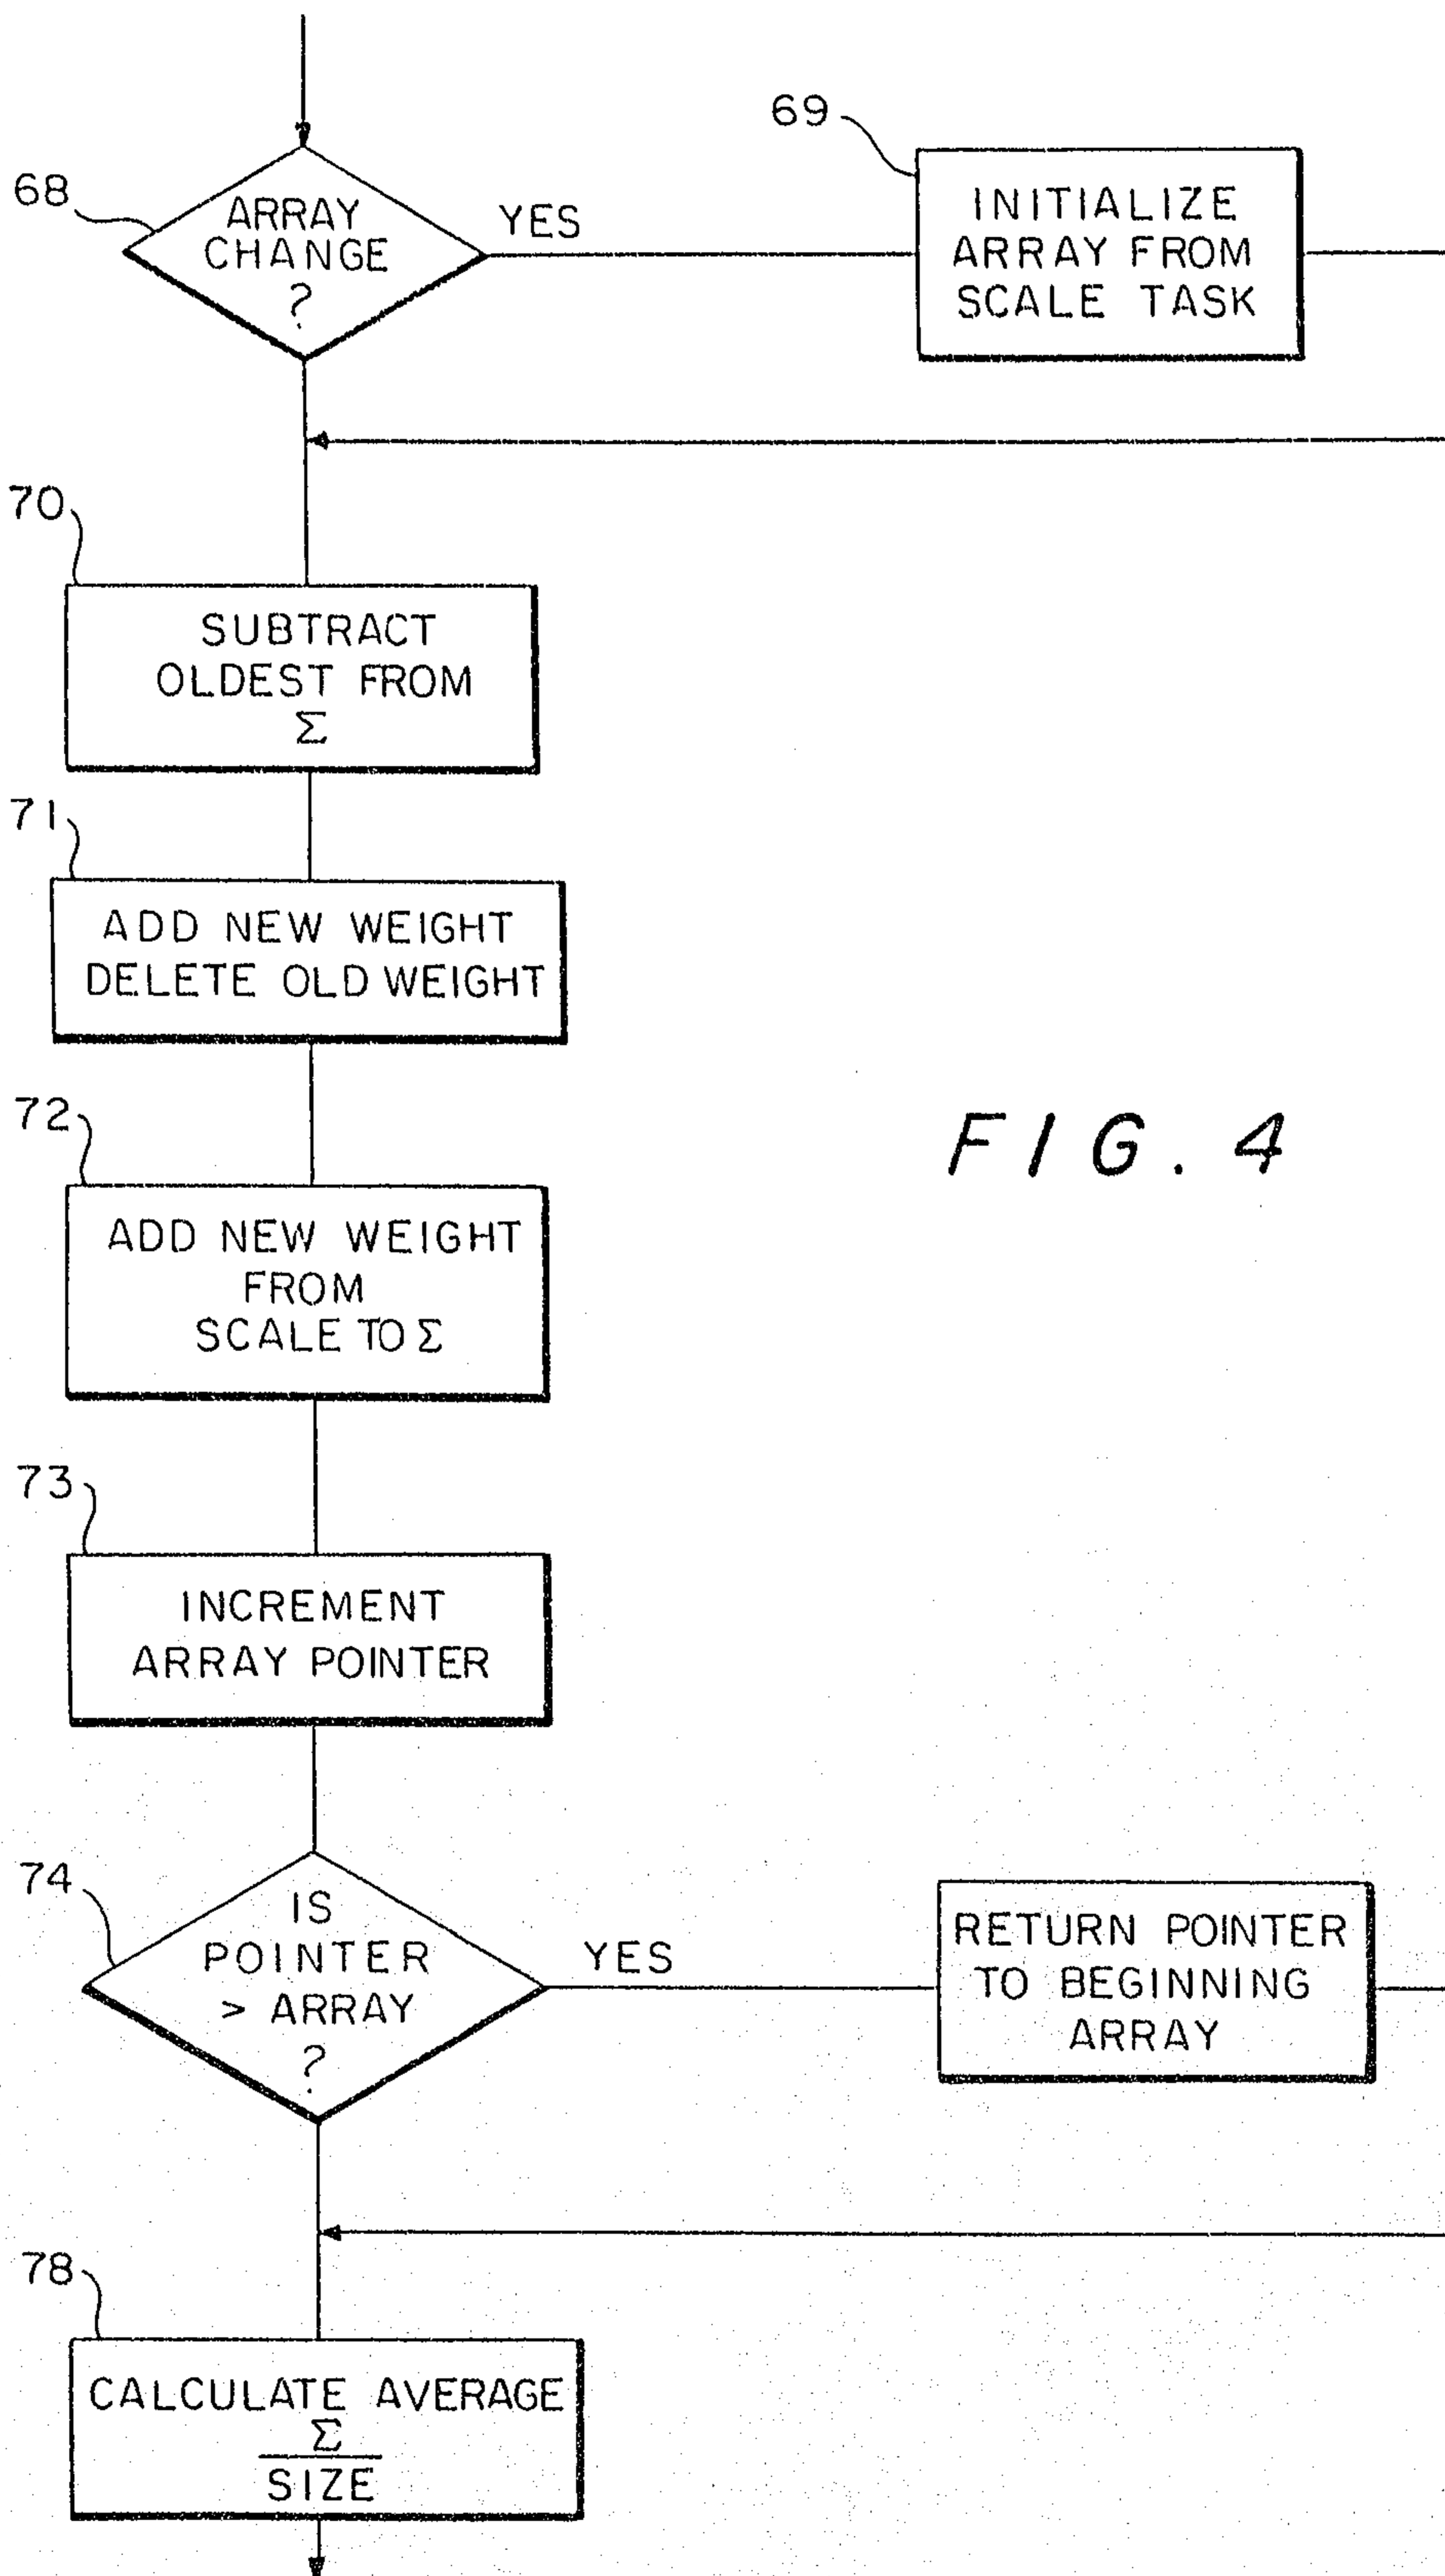 69
68
ARRAY
CHANGE
?
YES
INITIALIZE
ARRAY FROM
SCALE TASK
70
SUBTRACT
OLDEST FROM
Σ
71
ADD NEW WEIGHT
DELETE OLD WEIGHT
72
FIG. 4
ADD NEW WEIGHT
FROM
SCALE TO Σ
73
INCREMENT
ARRAY POINTER
74
IS
POINTER
> ARRAY
?
YES
RETURN POINTER
TO BEGINNING
ARRAY
78
CALCULATE AVERAGE
Σ
SIZE